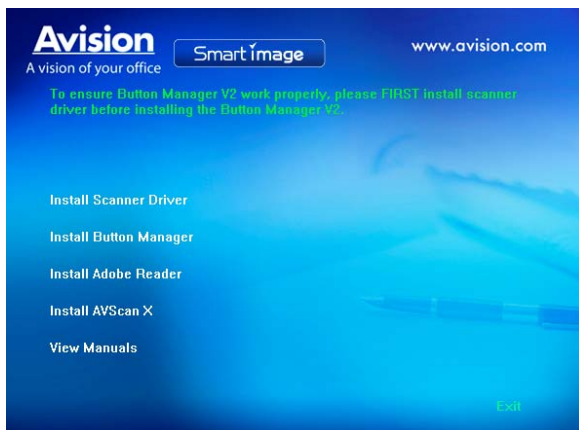 Avision
A vision of your office
Smart image
www.avision.com
To ensure Button Manager V2 work properly, please FIRST install scanner
driver before installing the Button Manager V2.
Install Scanner Driver
Install Button Manager
Install Adobe Reader
Install AVScan X
View Manuals
Exit